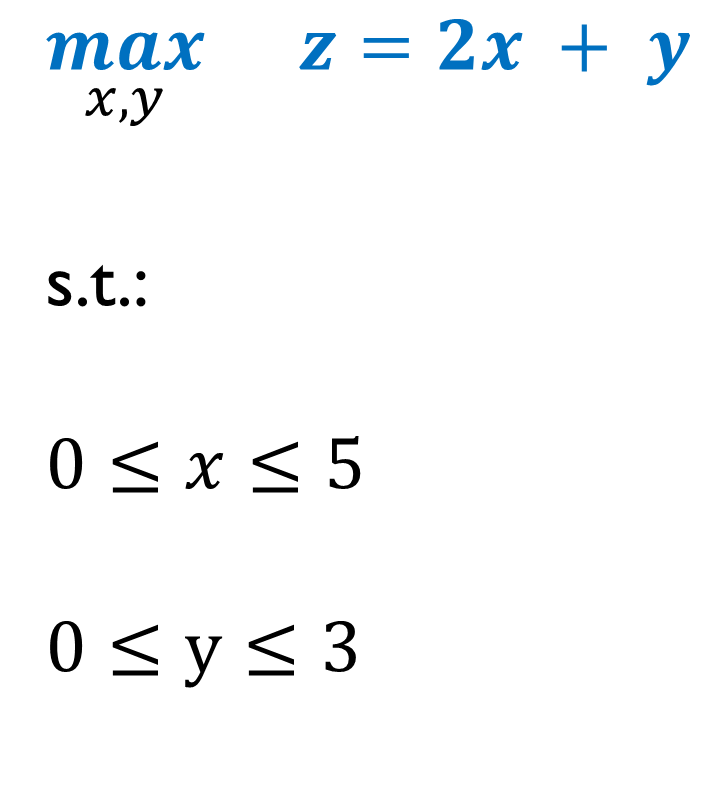 max z = 2x + y
x,y
s.t.:
0 ≤ x ≤ 5
0 ≤ y ≤ 3